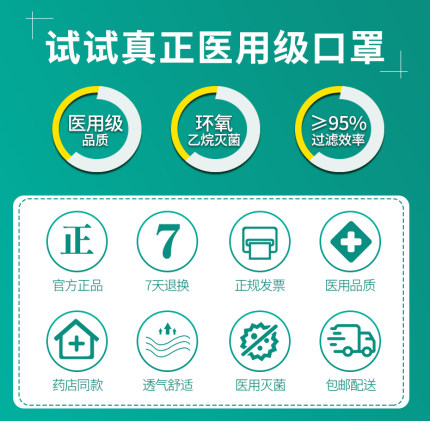 试试真正医用级口罩
医用级
品质
环氧
乙烷灭菌
≥95%
过滤效率
正
7
官方正品
7天退换
正规发票
医用品质
药店同款
透气舒适
医用灭菌
包邮配送